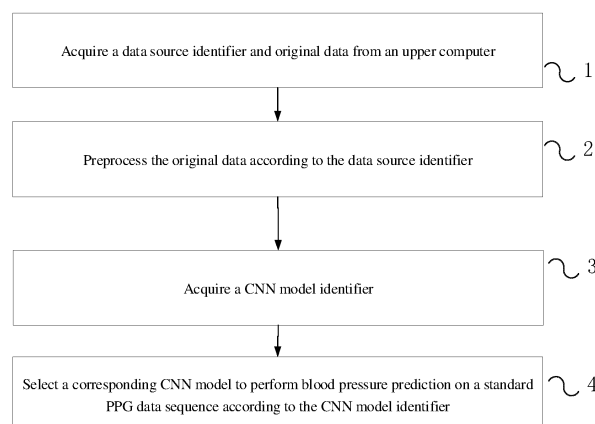 Acquire a data source identifier and original data from an upper computer
1
Preprocess the original data according to the data source identifier
2
Acquire a CNN model identifier
3
Select a corresponding CNN model to perform blood pressure prediction on a standard
PPG data sequence according to the CNN model identifier
4